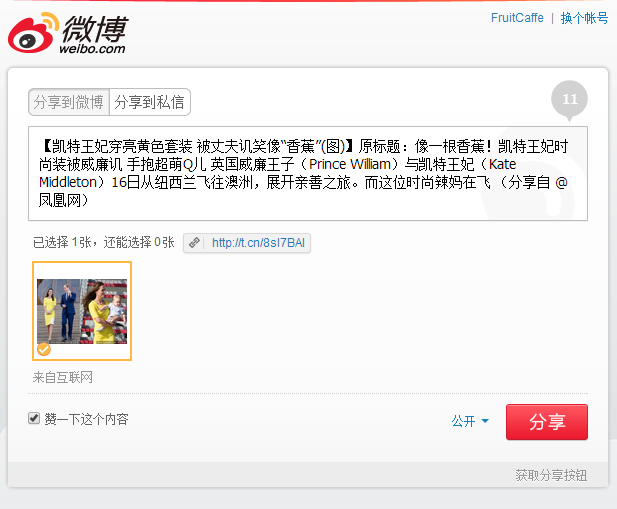 微博
weibo.com
FruitCaffe | 换个帐号
分享到微博 分享到私信
11
【凯特王妃穿亮黄色套装 被丈夫讥笑像“香蕉”(图)】原标题：像一根香蕉！凯特王妃时
尚装被威廉讥 手抱超萌Q儿 英国威廉王子（Prince William）与凯特王妃（Kate
Middleton）16日从纽西兰飞往澳洲，展开亲善之旅。而这位时尚辣妈在飞 （分享自 @
凤凰网）
已选择 1张，还能选择 0张 http://t.cn/8sI7BAl
来自互联网
赞一下这个内容
公开 分享
获取分享按钮